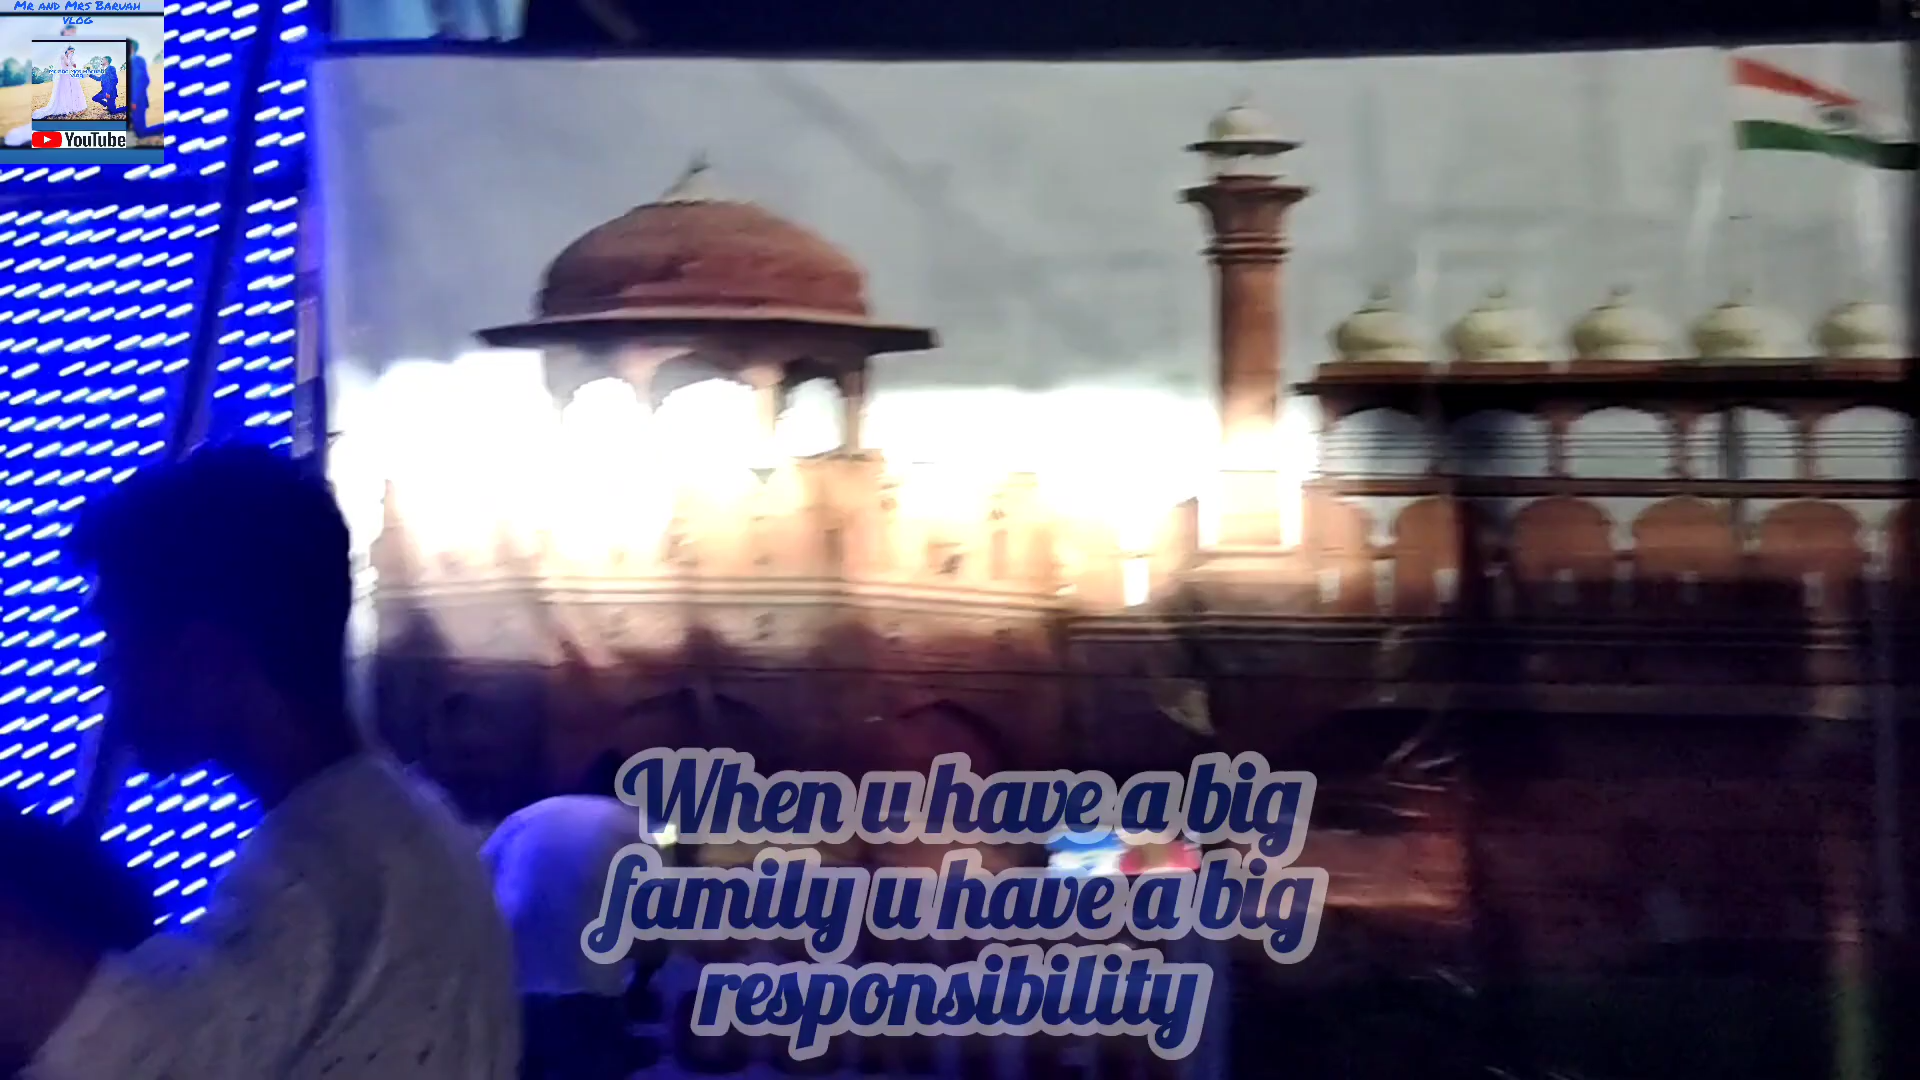 Mr and Mrs Baruah
vlog
YouTube
When u have a big
family u have a big
responsibility